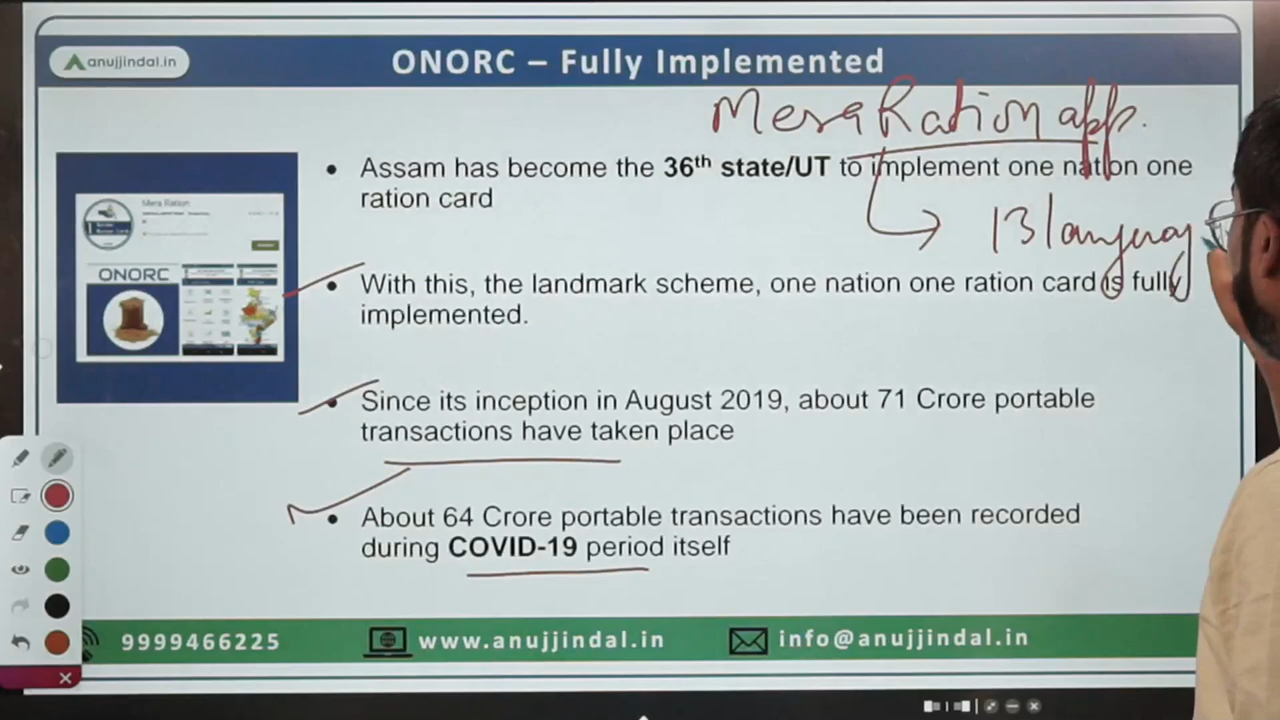 anujjindal.in
ONORC – Fully Implemented
Mera Ration app.
• Assam has become the 36th state/UT to implement one nation one
ration card
13 languag
Mera Ration
ONORC
• With this, the landmark scheme, one nation one ration card is fully
implemented.
• Since its inception in August 2019, about 71 Crore portable
transactions have taken place
• About 64 Crore portable transactions have been recorded
during COVID-19 period itself
9999466225
www.anujjindal.in
info@anujjindal.in